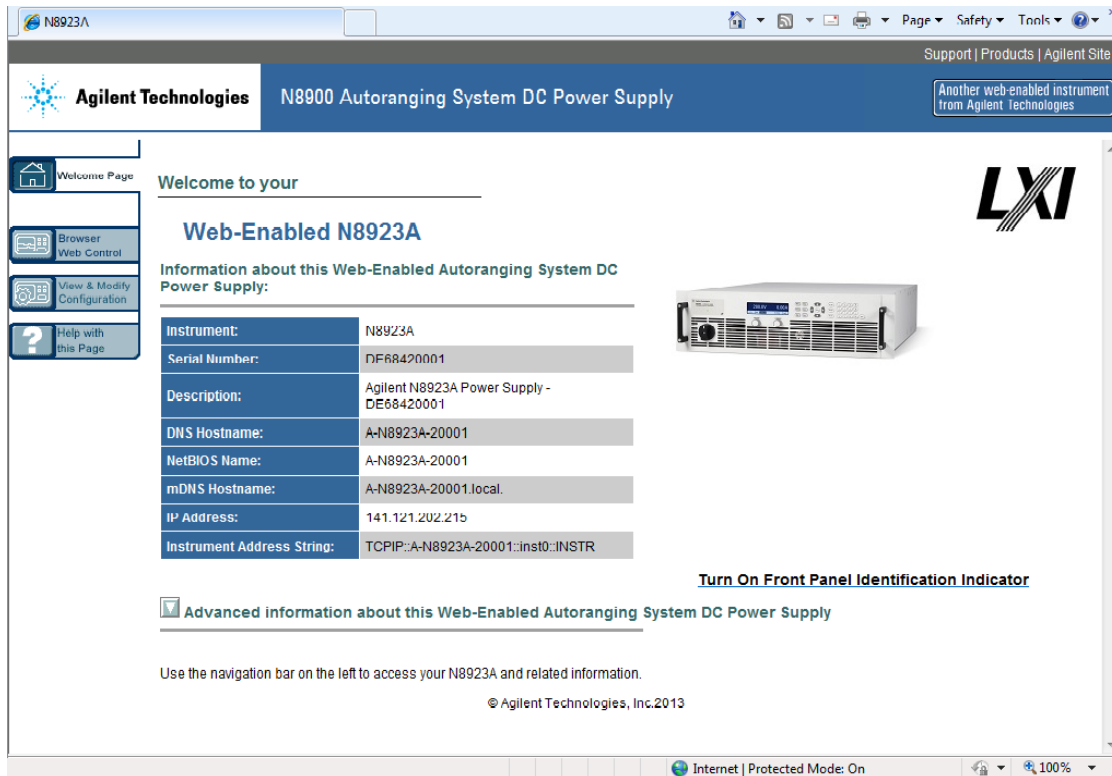 N8923A
Page Safety Tools
Support | Products | Agilent Site
Agilent Technologies
N8900 Autoranging System DC Power Supply
Another web-enabled instrument
from Agilent Technologies
Welcome Page
Browser
Web Control
View & Modify
Configuration
Help with
this Page
Welcome to your
Web-Enabled N8923A
Information about this Web-Enabled Autoranging System DC
Power Supply:
Instrument: N8923A
Serial Number: DE68420001
Description: Agilent N8923A Power Supply -
DE68420001
DNS Hostname: A-N8923A-20001
NetBIOS Name: A-N8923A-20001
mDNS Hostname: A-N8923A-20001.local.
IP Address: 141.121.202.215
Instrument Address String: TCPIP::A-N8923A-20001::inst0::INSTR
LXI
Turn On Front Panel Identification Indicator
Advanced information about this Web-Enabled Autoranging System DC Power Supply
Use the navigation bar on the left to access your N8923A and related information.
© Agilent Technologies, Inc.2013
Internet | Protected Mode: On
100%